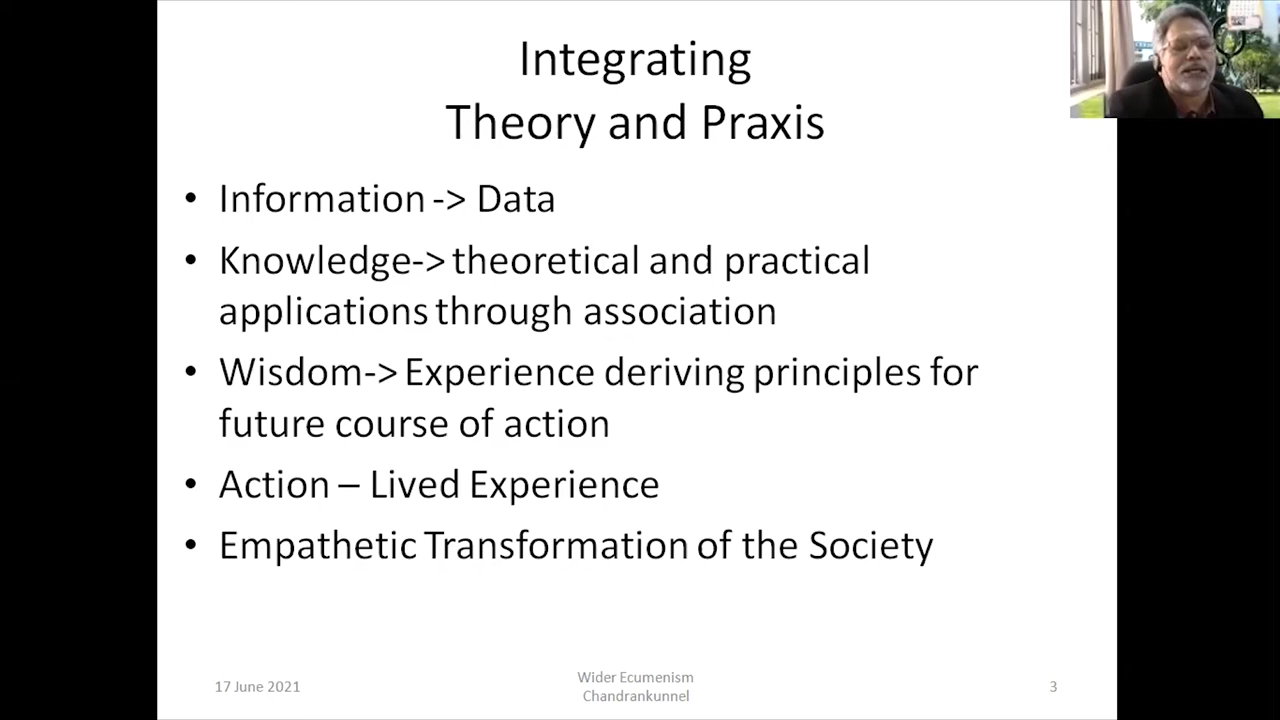 Integrating
Theory and Praxis
• Information -> Data
• Knowledge-> theoretical and practical
applications through association
• Wisdom-> Experience deriving principles for
future course of action
• Action – Lived Experience
• Empathetic Transformation of the Society
17 June 2021
Wider Ecumenism
Chandrankunnel
3